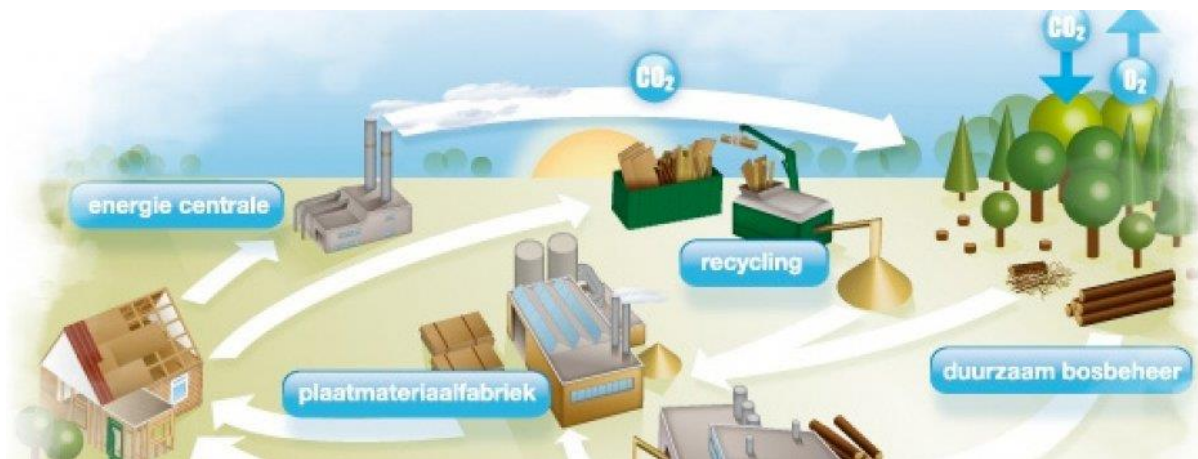 CO₂
O₂
CO₂
energie centrale
recycling
duurzaam bosbeheer
plaatmateriaalfabriek